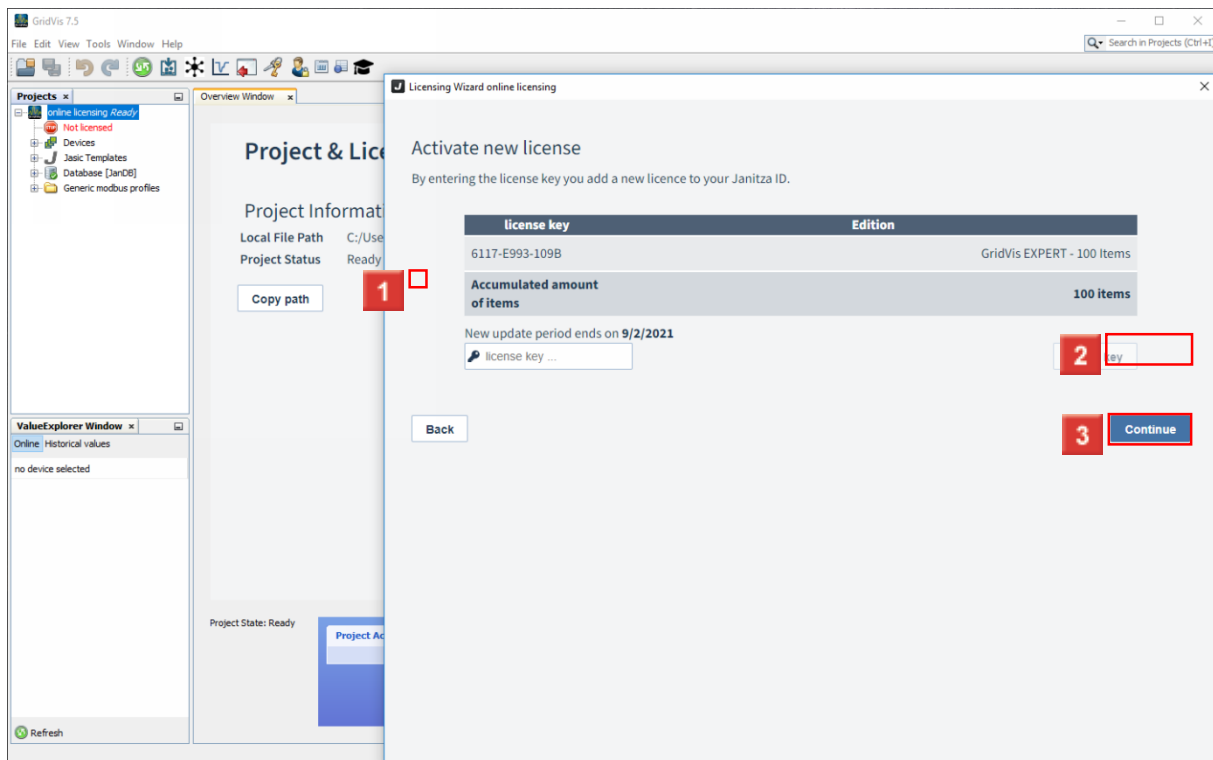 GridVis 7.5
File Edit View Tools Window Help
Search in Projects (Ctrl+I)
Projects
online licensing Ready
Not licensed
Devices
Jasic Templates
Database [JanDB]
Generic modbus profiles
Overview Window
Project & Lice
Project Informat
Local File Path C:/Use
Project Status Ready
Copy path
Project State: Ready
Project Ac
ValueExplorer Window
Online Historical values
no device selected
Refresh
Licensing Wizard online licensing
Activate new license
By entering the license key you add a new licence to your Janitza ID.
license key Edition
6117-E993-109B GridVis EXPERT - 100 Items
Accumulated amount
of items
100 items
New update period ends on 9/2/2021
license key ...
key
Back
Continue
1
2
3